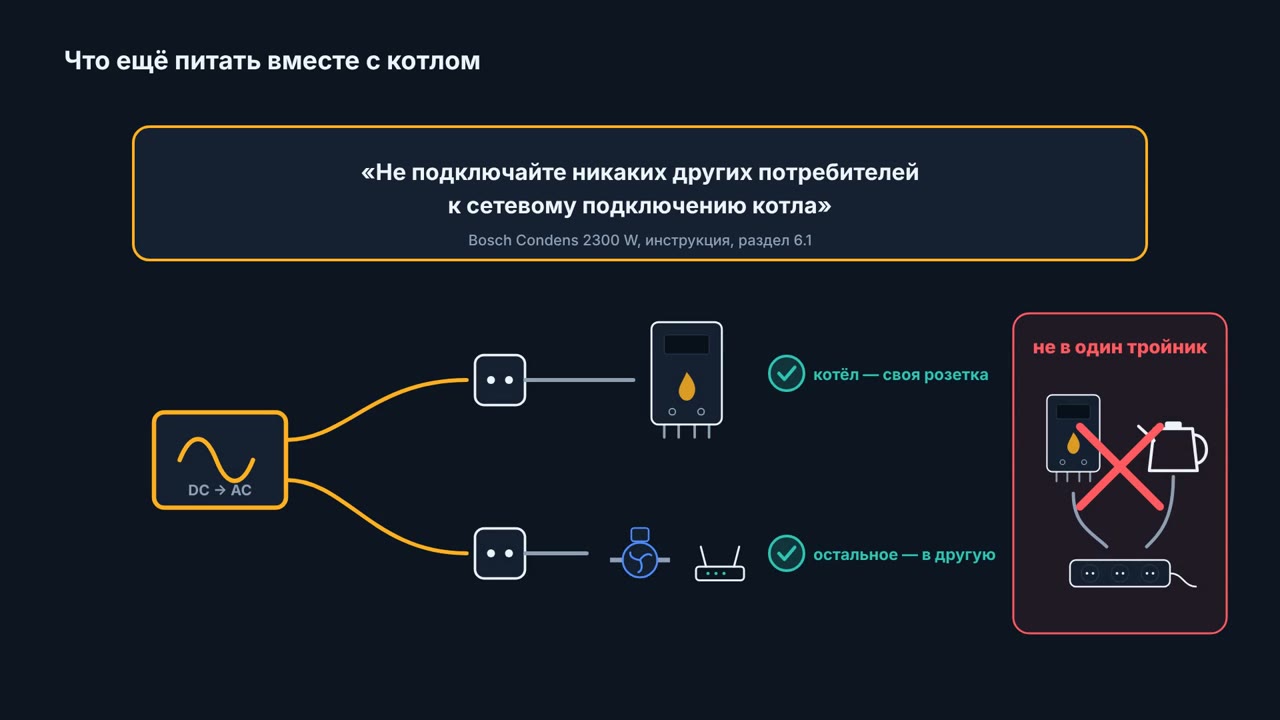 Что ещё питать вместе с котлом
«Не подключайте никаких других потребителей
к сетевому подключению котла»
Bosch Condens 2300 W, инструкция, раздел 6.1
не в один тройник
котёл — своя розетка
DC → AC
остальное — в другую